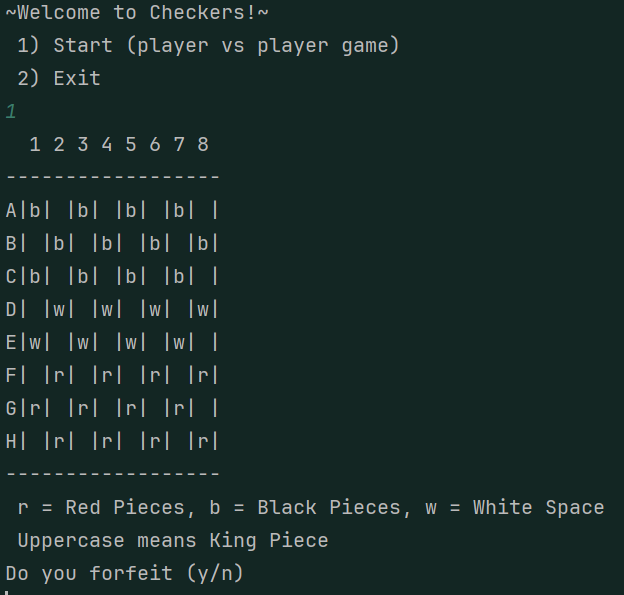 ~Welcome to Checkers!~
 1) Start (player vs player game)
 2) Exit
1
  1 2 3 4 5 6 7 8
------------------
A|b| |b| |b| |b| |
B| |b| |b| |b| |b|
C|b| |b| |b| |b| |
D| |w| |w| |w| |w|
E|w| |w| |w| |w| |
F| |r| |r| |r| |r|
G|r| |r| |r| |r| |
H| |r| |r| |r| |r|
------------------
 r = Red Pieces, b = Black Pieces, w = White Space
 Uppercase means King Piece
Do you forfeit (y/n)